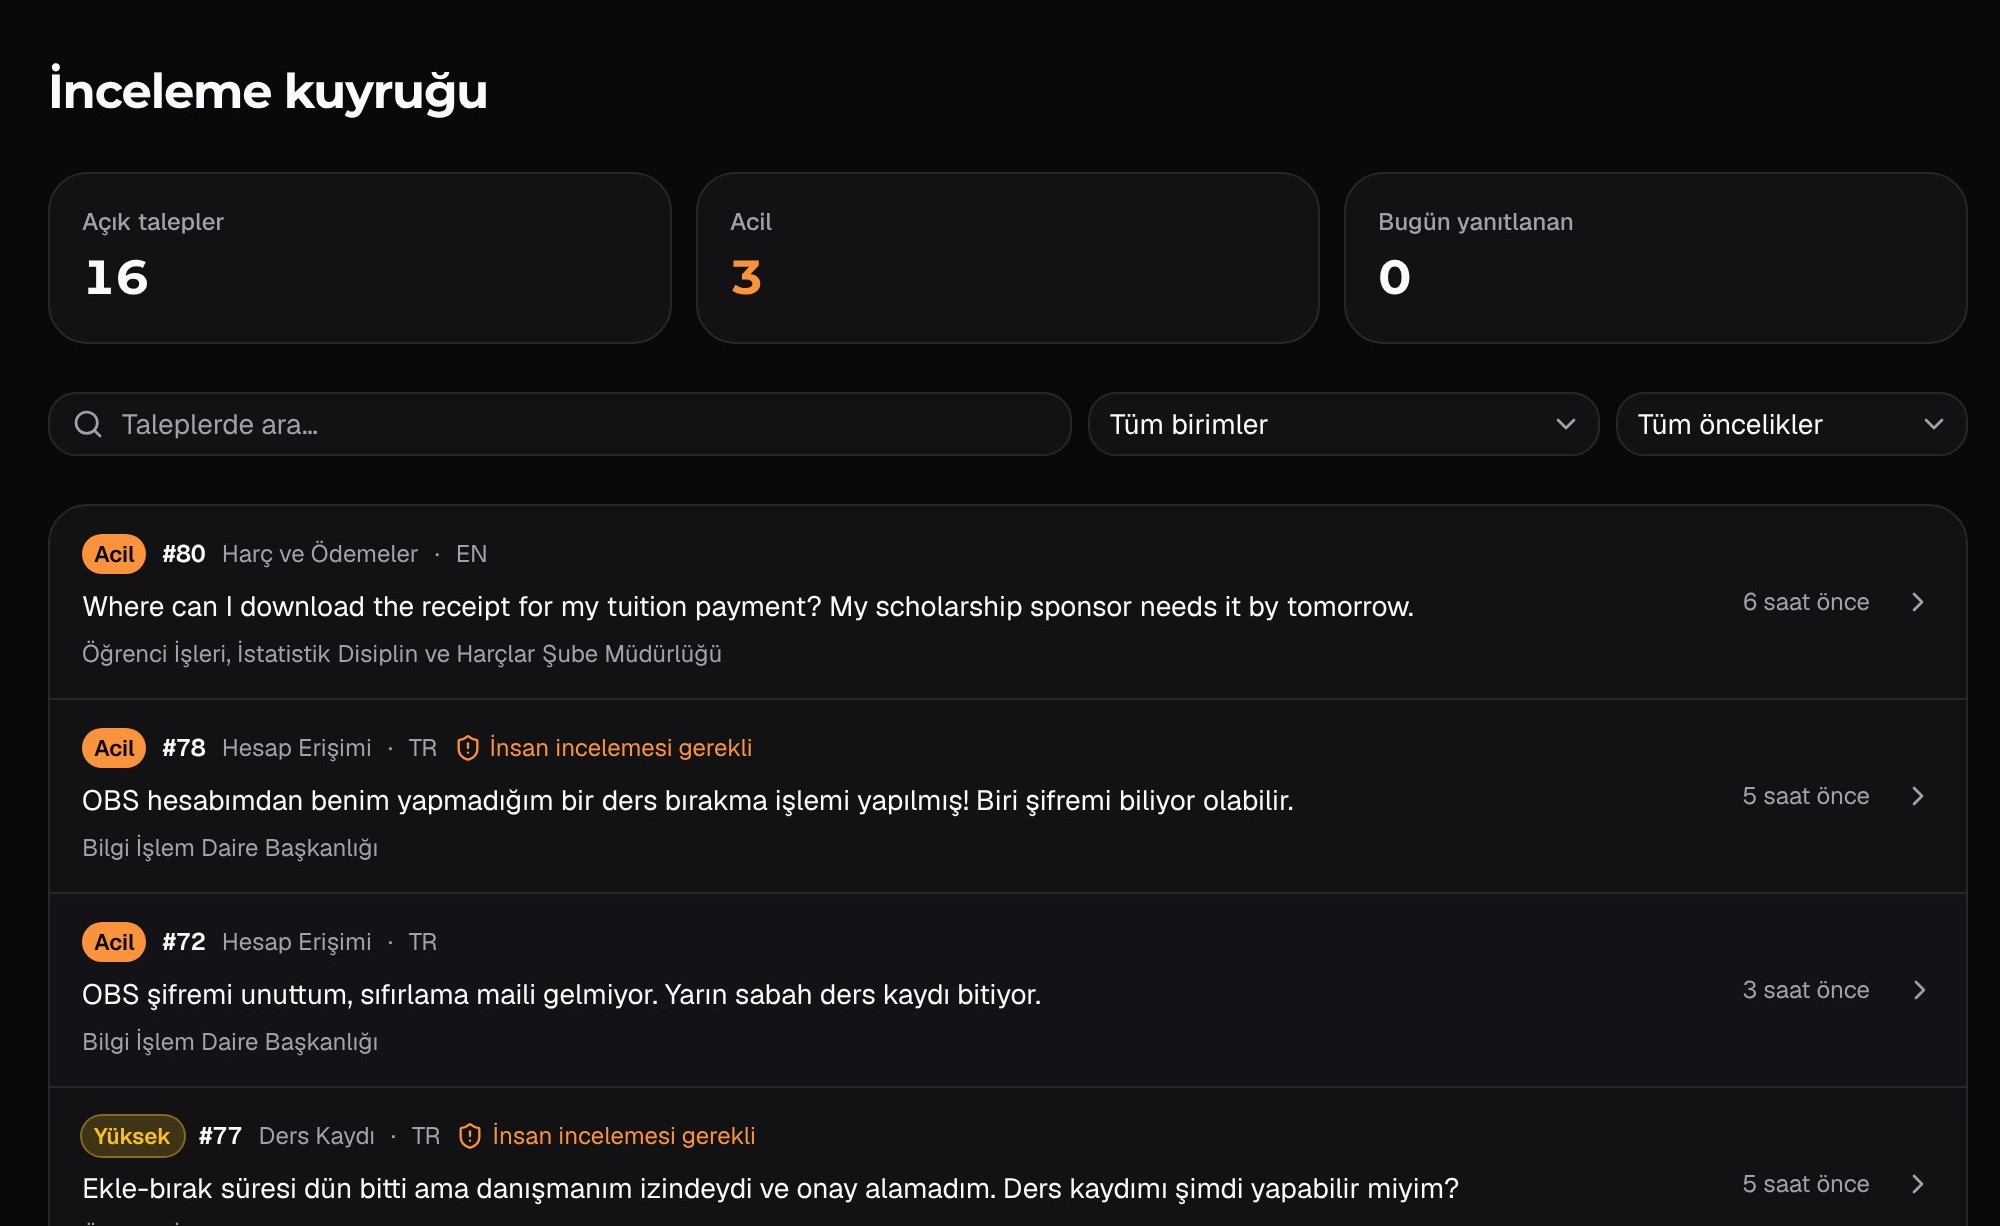 İnceleme kuyruğu
Açık talepler
16
Acil
3
Bugün yanıtlanan
0
Taleplerde ara...
Tüm birimler
Tüm öncelikler
Acil #80 Harç ve Ödemeler · EN
Where can I download the receipt for my tuition payment? My scholarship sponsor needs it by tomorrow.
6 saat önce
Öğrenci İşleri, İstatistik Disiplin ve Harçlar Şube Müdürlüğü
Acil #78 Hesap Erişimi · TR İnsan incelemesi gerekli
OBS hesabımdan benim yapmadığım bir ders bırakma işlemi yapılmış! Biri şifremi biliyor olabilir.
5 saat önce
Bilgi İşlem Daire Başkanlığı
Acil #72 Hesap Erişimi · TR
OBS şifremi unuttum, sıfırlama maili gelmiyor. Yarın sabah ders kaydı bitiyor.
3 saat önce
Bilgi İşlem Daire Başkanlığı
Yüksek #77 Ders Kaydı · TR İnsan incelemesi gerekli
Ekle-bırak süresi dün bitti ama danışmanım izindeydi ve onay alamadım. Ders kaydımı şimdi yapabilir miyim?
5 saat önce